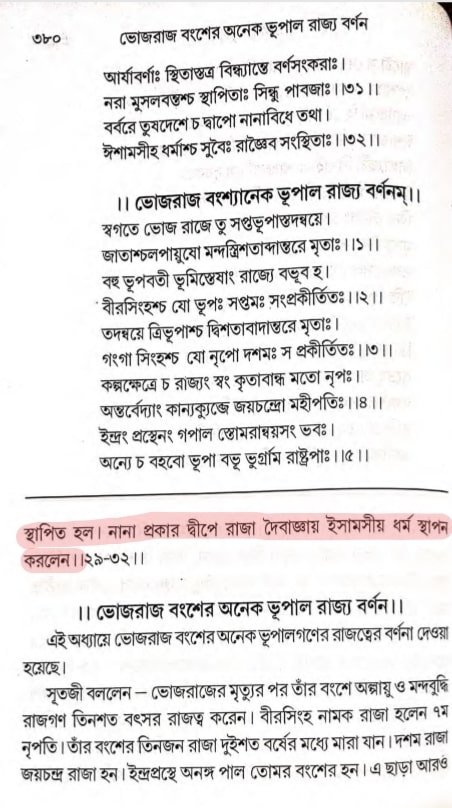 ৩৮০ ভোজরাজ বংশের অনেক ভূপাল রাজ্য বর্ণন
আর্যাবর্ণাঃ স্থিতাস্তত্র বিন্ধ্যান্তে বর্ণসংকরাঃ।
নরা মুসলবন্তশ্চ স্থাপিতাঃ সিন্ধু পাবজাঃ।।৩১।।
বর্বরে তুষদেশে চ দ্বাপো নানাবিধে তথা।
ঈশামসীহ ধর্মাশ্চ সুবৈঃ রাজ্ঞৈব সংস্থিতাঃ।।৩২।।
।। ভোজরাজ বংশ্যানেক ভূপাল রাজ্য বর্ণনম্।।
স্বগতে ভোজ রাজে তু সপ্তভূপাস্তদন্বয়ে।
জাতাশ্চলপায়ুষো মন্দস্ত্রিশতাব্দান্তরে মৃতাঃ।।১।।
বহু ভূপবতী ভূমিস্তেষাং রাজ্যে বভূব হ।
বীরসিংহশ্চ যো ভূপঃ সপ্তমঃ সংপ্রকীর্তিতঃ।।২।।
তদন্বয়ে ত্রিভূপাশ্চ দ্বিশতাবাদান্তরে মৃতাঃ।
গংগা সিংহশ্চ যো নৃপো দশমঃ স প্রকীর্তিতঃ।।৩।।
কল্পক্ষেত্রে চ রাজ্যং স্বং কৃতাবান্ধ মতো নৃপঃ।
অন্তর্বেদ্যাং কান্যকুব্জে জয়চন্দ্রো মহীপতিঃ।।৪।।
ইন্দ্রং প্রস্থেনং গপাল স্তোমরান্বয়সং ভবঃ।
অন্যে চ বহবো ভূপা বভূ ভুর্গ্রাম রাষ্ট্রপাঃ।।৫।।
স্থাপিত হল। নানা প্রকার দ্বীপে রাজা দৈবাজ্ঞায় ইসামসীয় ধর্ম স্থাপন
করলেন।।২৯-৩২।।
।। ভোজরাজ বংশের অনেক ভূপাল রাজ্য বর্ণন।।
এই অধ্যায়ে ভোজরাজ বংশের অনেক ভূপালগণের রাজত্বের বর্ণনা দেওয়া
হয়েছে।
সূতজী বললেন – ভোজরাজের মৃত্যুর পর তাঁর বংশে অল্পায়ু ও মন্দবুদ্ধি
রাজগণ তিনশত বৎসর রাজত্ব করেন। বীরসিংহ নামক রাজা হলেন ৭ম
নৃপতি। তাঁর বংশের তিনজন রাজা দুইশত বর্ষের মধ্যে মারা যান। দশম রাজা
জয়চন্দ্র রাজা হন। ইন্দ্রপ্রস্থে অনঙ্গ পাল তোমর বংশের হন। এ ছাড়া আরও